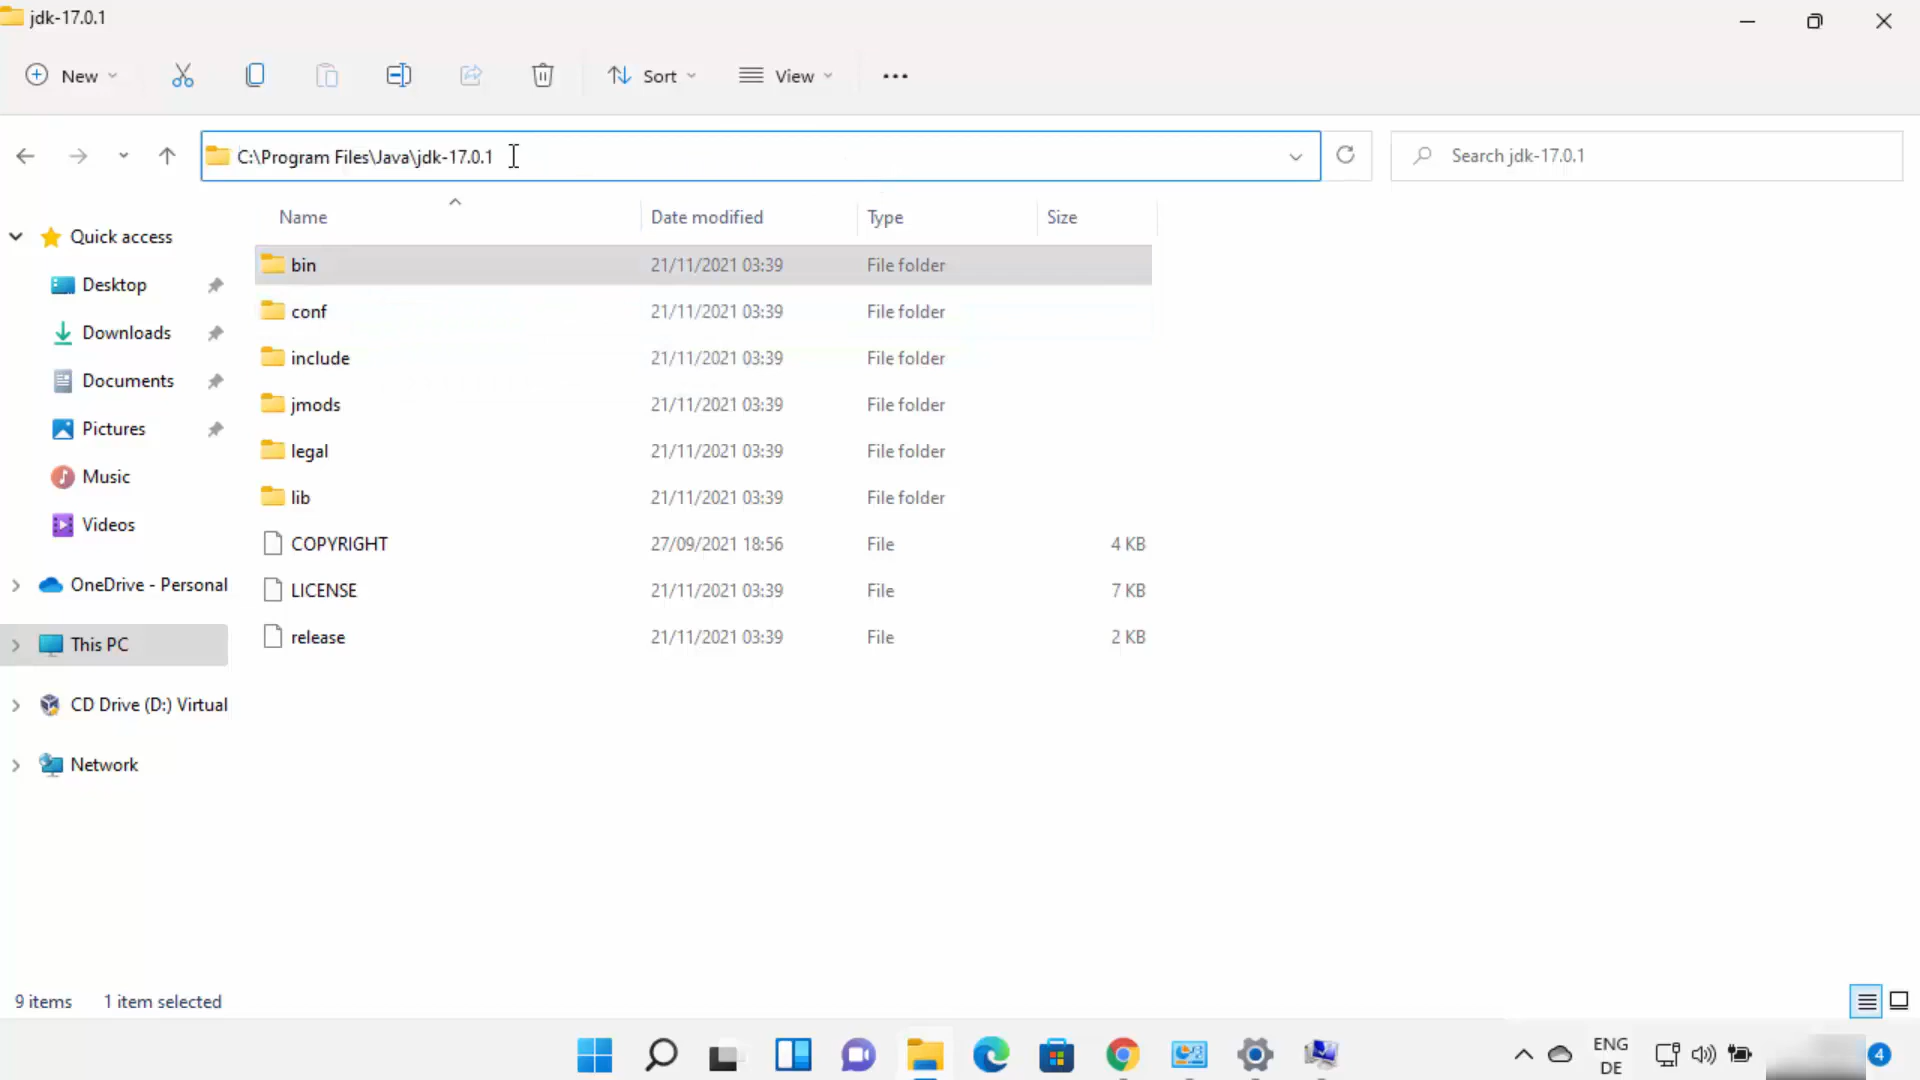 jdk-17.0.1
New
Sort
View
C:\Program Files\Java\jdk-17.0.1
Search jdk-17.0.1
Name Date modified Type Size
Quick access
Desktop
Downloads
Documents
Pictures
Music
Videos
OneDrive - Personal
This PC
CD Drive (D:) Virtual
Network
bin 21/11/2021 03:39 File folder
conf 21/11/2021 03:39 File folder
include 21/11/2021 03:39 File folder
jmods 21/11/2021 03:39 File folder
legal 21/11/2021 03:39 File folder
lib 21/11/2021 03:39 File folder
COPYRIGHT 27/09/2021 18:56 File 4 KB
LICENSE 21/11/2021 03:39 File 7 KB
release 21/11/2021 03:39 File 2 KB
9 items 1 item selected
ENG
DE
4